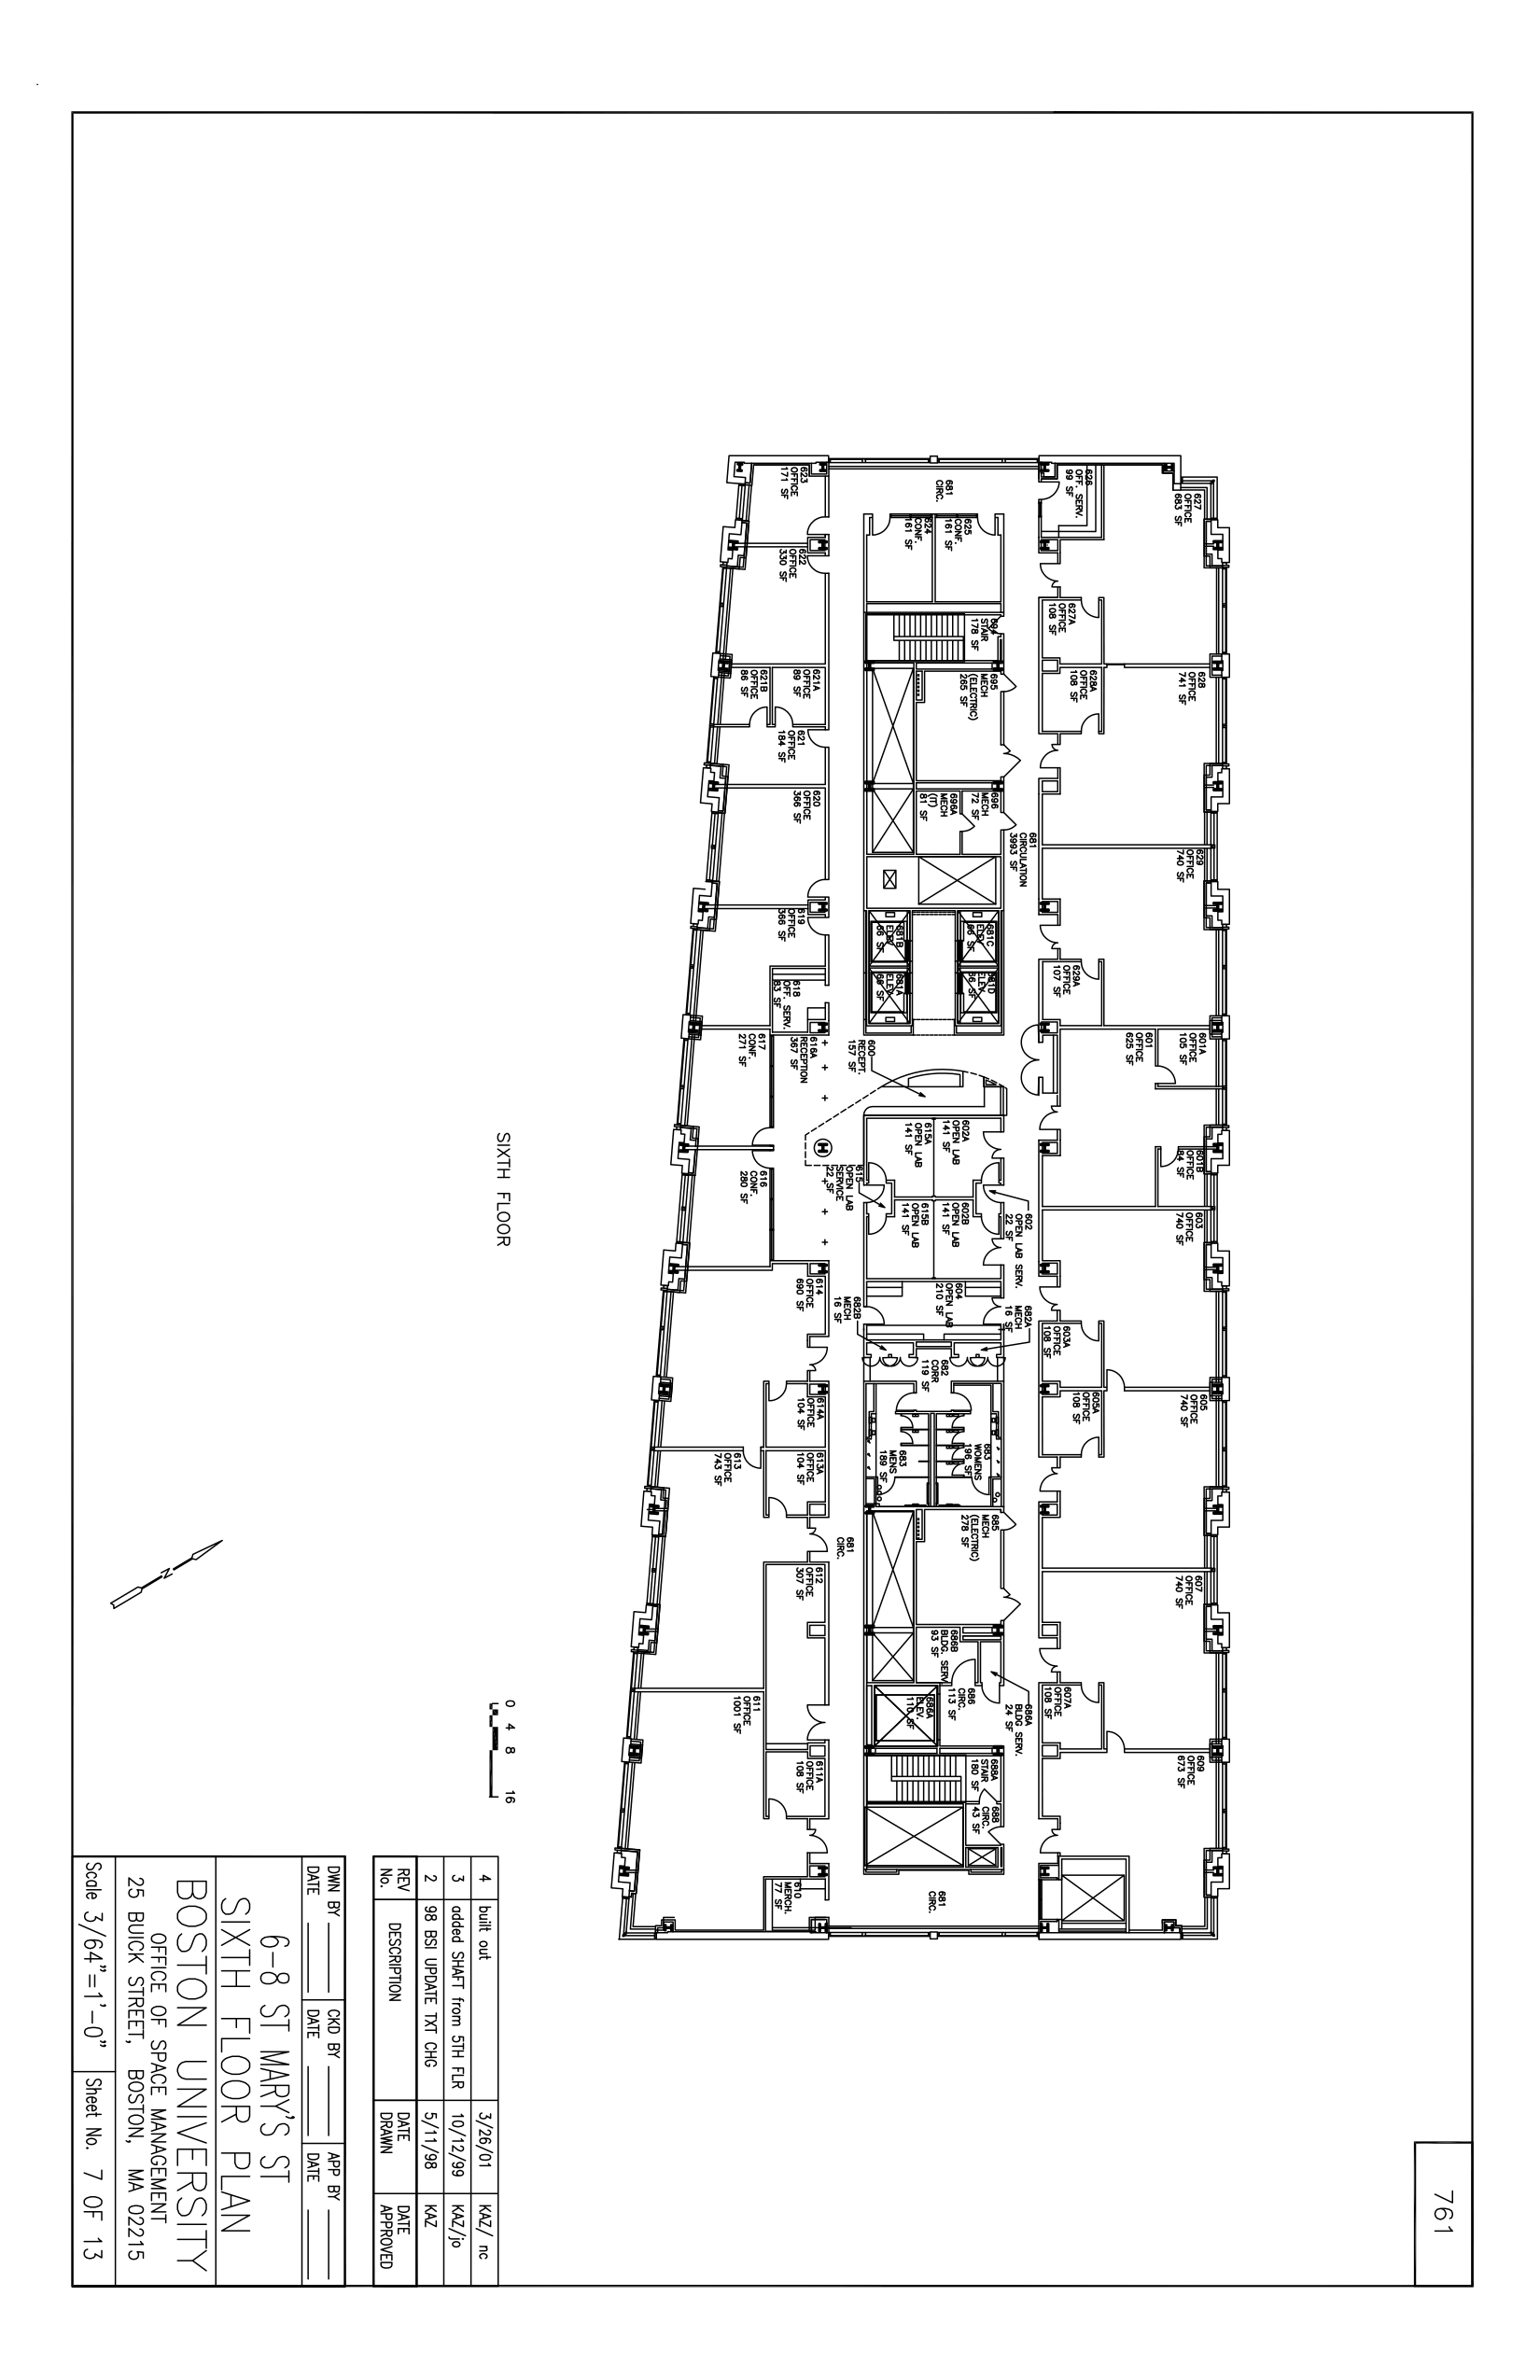 761
627
OFFICE
683 SF
626
OFF. SERV.
99 SF
627A
OFFICE
108 SF
628A
OFFICE
108 SF
628
OFFICE
741 SF
629
OFFICE
740 SF
629A
OFFICE
107 SF
601
OFFICE
625 SF
601A
OFFICE
105 SF
601B
OFFICE
84 SF
603
OFFICE
740 SF
603A
OFFICE
108 SF
605A
OFFICE
108 SF
605
OFFICE
740 SF
607
OFFICE
740 SF
607A
OFFICE
108 SF
609
OFFICE
673 SF
681
CIRC.
625
CONF.
161 SF
624
CONF.
161 SF
694
STAIR
178 SF
695
MECH
(ELECTRIC)
265 SF
696
MECH
72 SF
696A
MECH
(IT)
81 SF
681
CIRCULATION
3993 SF
681C
ELEV.
66 SF
681D
ELEV.
66 SF
681B
ELEV.
66 SF
681A
ELEV.
66 SF
600
RECEPT.
157 SF
602A
OPEN LAB
141 SF
615A
OPEN LAB
141 SF
602
OPEN LAB SERV.
22 SF
602B
OPEN LAB
141 SF
615B
OPEN LAB
141 SF
615
OPEN LAB
SERVICE
22 SF
604
OPEN LAB
210 SF
682A
MECH
16 SF
682B
MECH
16 SF
682
CORR
119 SF
683
WOMENS
196 SF
683
MENS
189 SF
685
MECH
(ELECTRIC)
278 SF
686B
BLDG. SERV.
93 SF
686
CIRC.
113 SF
686A
BLDG SERV.
24 SF
686A
ELEV.
110 SF
688A
STAIR
180 SF
688
CIRC.
43 SF
681
CIRC.
681
CIRC.
623
OFFICE
171 SF
622
OFFICE
330 SF
621A
OFFICE
89 SF
621B
OFFICE
86 SF
621
OFFICE
184 SF
620
OFFICE
366 SF
619
OFFICE
366 SF
618
OFF. SERV.
83 SF
616A
RECEPTION
367 SF
617
CONF.
271 SF
616
CONF.
280 SF
614
OFFICE
690 SF
614A
OFFICE
104 SF
613A
OFFICE
104 SF
613
OFFICE
743 SF
612
OFFICE
307 SF
611
OFFICE
1001 SF
611A
OFFICE
108 SF
610
MERCH.
77 SF
SIXTH FLOOR
N
0 4 8 16
4 built out 3/26/01 KAZ/ nc
3 added SHAFT from 5TH FLR 10/12/99 KAZ/jo
2 98 BSI UPDATE TXT CHG 5/11/98 KAZ
REV No. DESCRIPTION DATE DRAWN DATE APPROVED
DWN BY CKD BY APP BY
DATE DATE DATE
6-8 ST MARY'S ST
SIXTH FLOOR PLAN
BOSTON UNIVERSITY
OFFICE OF SPACE MANAGEMENT
25 BUICK STREET, BOSTON, MA 02215
Scale 3/64"=1'-0" Sheet No. 7 OF 13